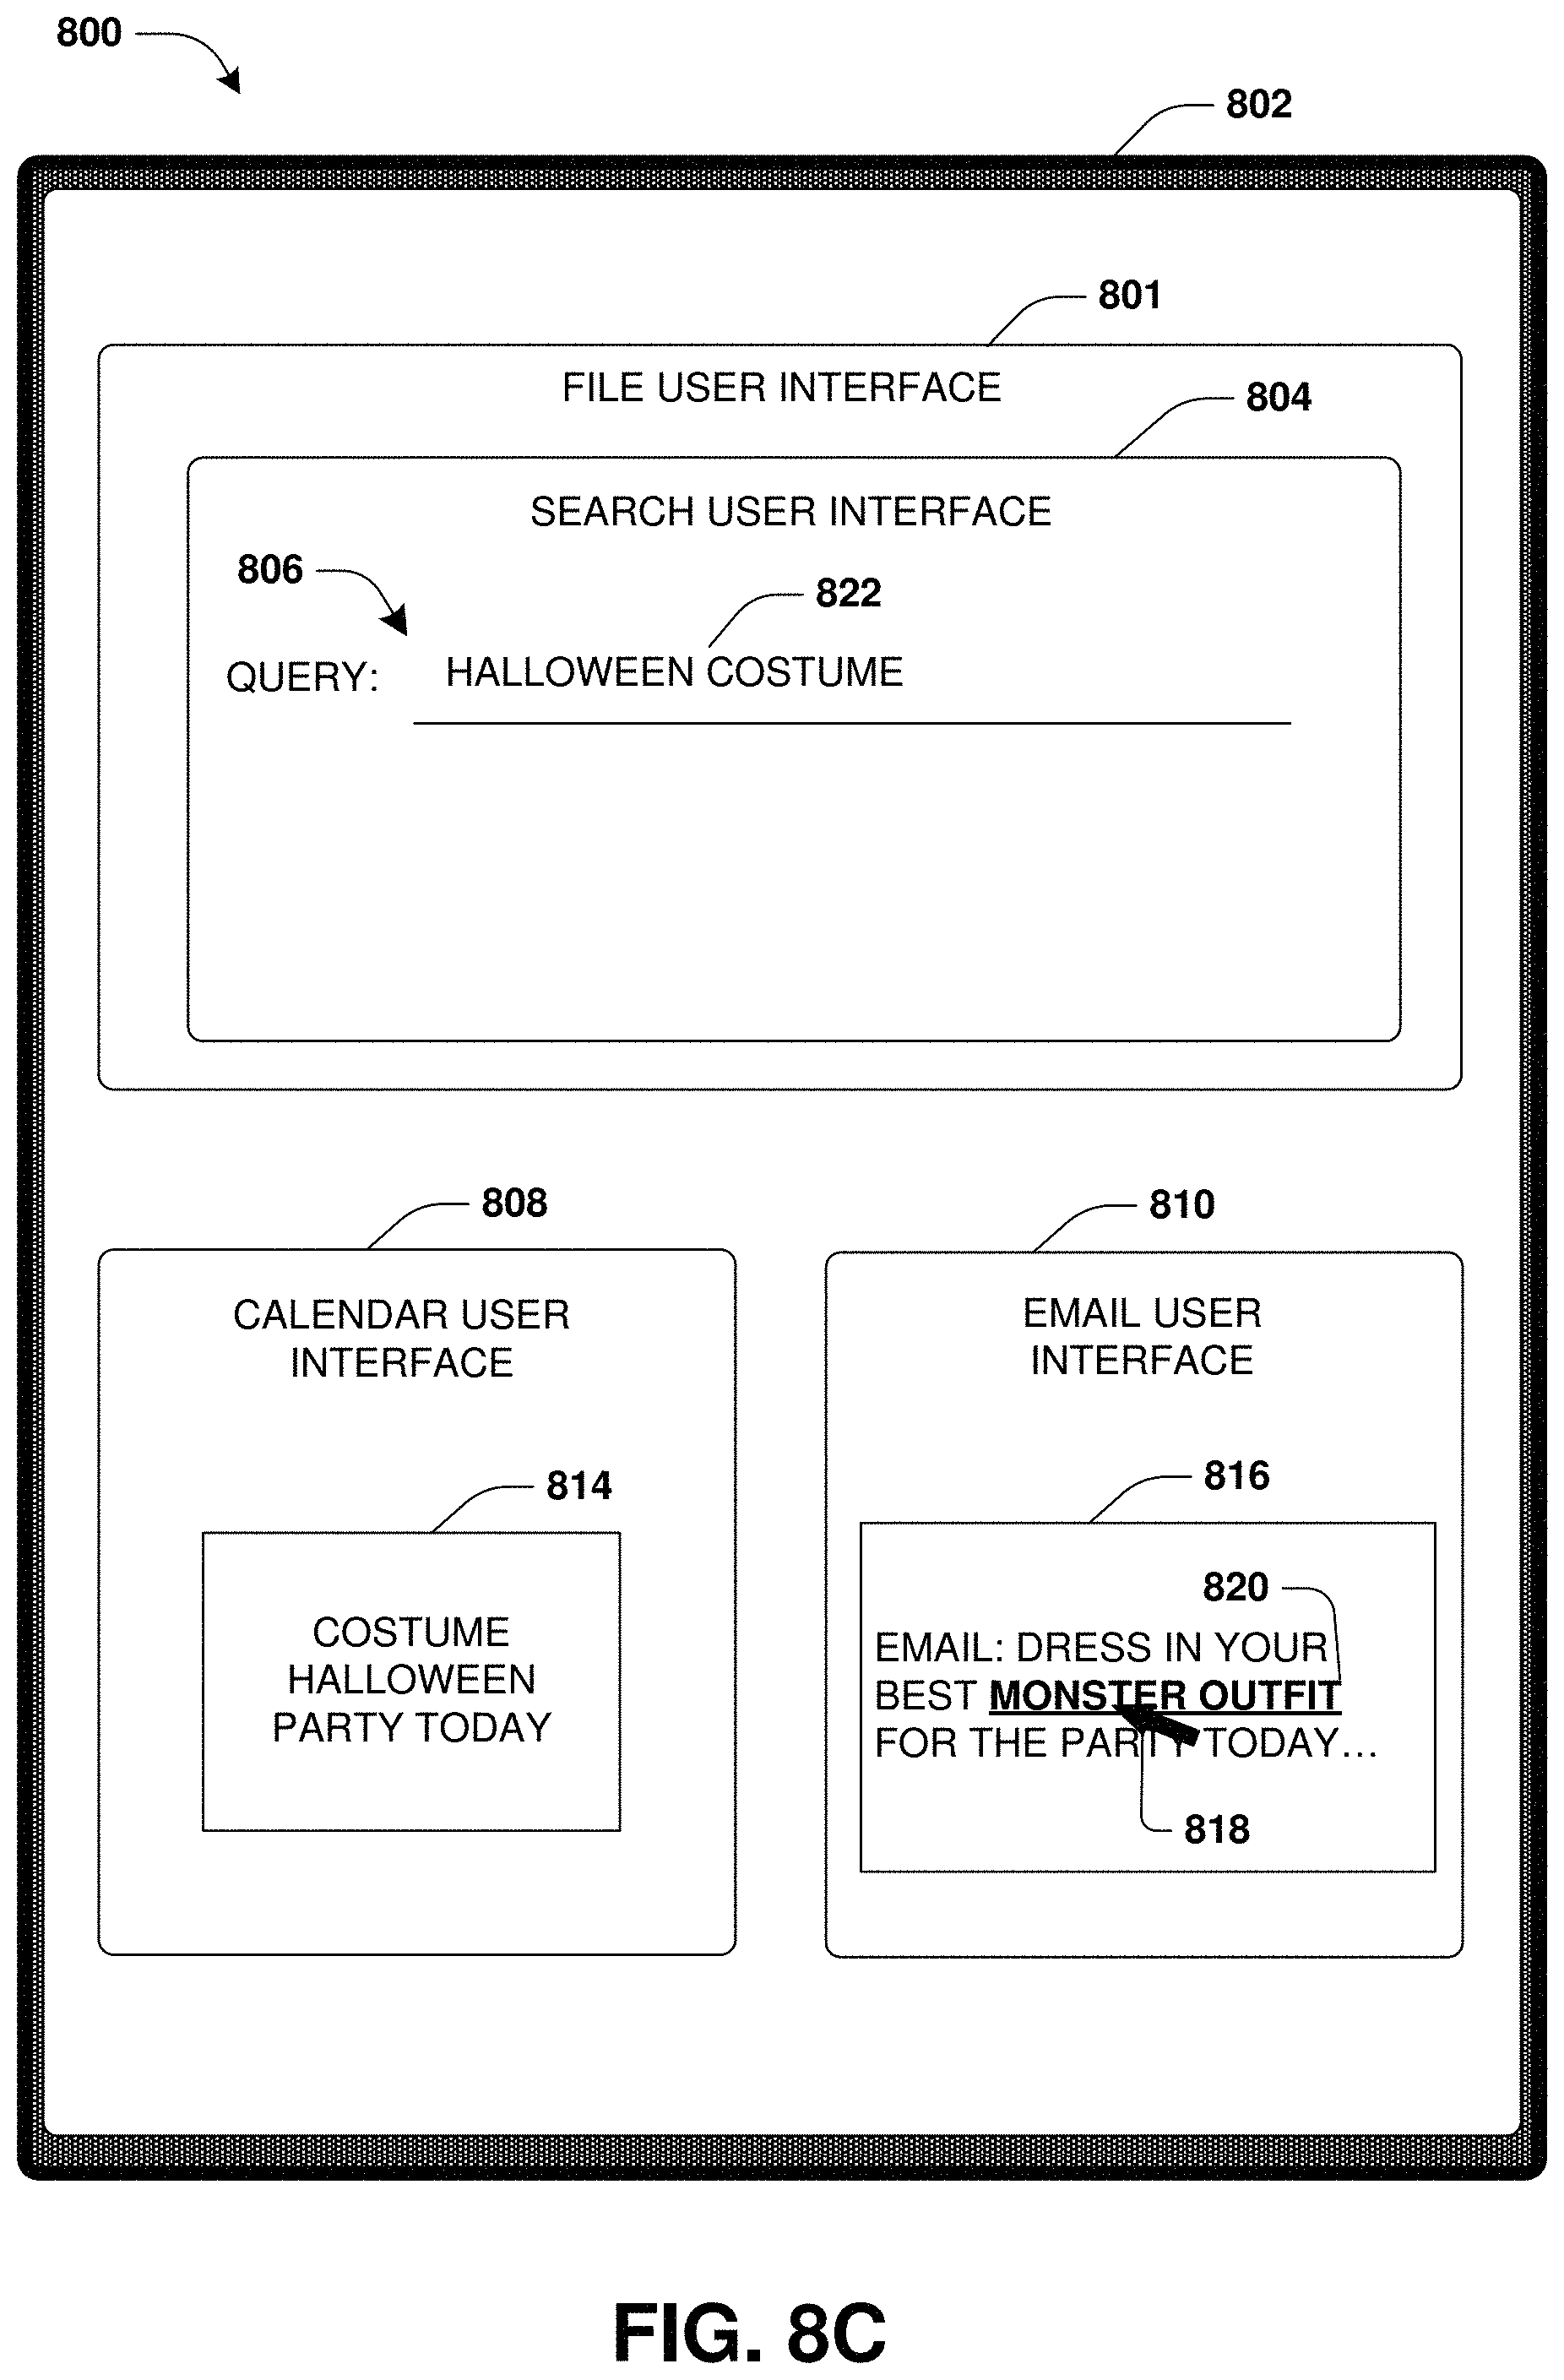 800
802
801
FILE USER INTERFACE
804
SEARCH USER INTERFACE
806
822
QUERY: HALLOWEEN COSTUME
808
CALENDAR USER
INTERFACE
814
COSTUME
HALLOWEEN
PARTY TODAY
810
EMAIL USER
INTERFACE
816
820
EMAIL: DRESS IN YOUR
BEST MONSTER OUTFIT
FOR THE PARTY TODAY...
818
FIG. 8C